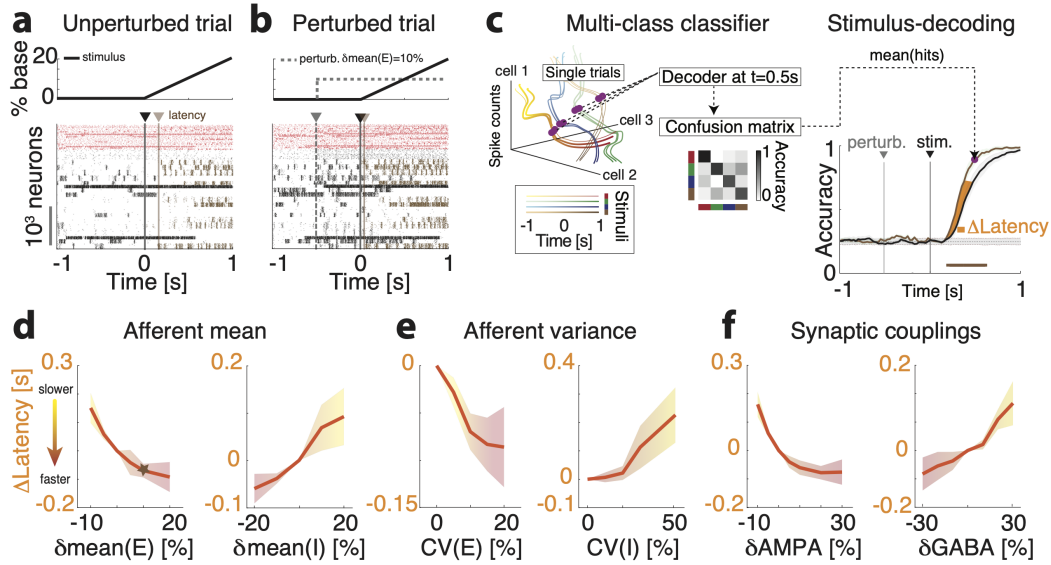 a Unperturbed trial
% base
20
0
stimulus
latency
10³ neurons
-1 0 1
Time [s]
b Perturbed trial
perturb. δmean(E)=10%
-1 0 1
Time [s]
c Multi-class classifier
Spike counts
cell 1
cell 3
cell 2
Single trials
Decoder at t=0.5s
Confusion matrix
Accuracy
1
0
Stimuli
-1 0 1
Time [s]
Stimulus-decoding
mean(hits)
perturb. stim.
Accuracy
1
0
ΔLatency
-1 1
Time [s]
d Afferent mean
ΔLatency [s]
0.3
-0.2
slower
faster
-10 20
δmean(E) [%]
0.2
0
-0.1
-20 20
δmean(I) [%]
e Afferent variance
0
-0.15
0 20
CV(E) [%]
0.4
0
0 50
CV(I) [%]
f Synaptic couplings
0.3
0
-0.2
-10 30
δAMPA [%]
0.2
0
-0.2
-30 30
δGABA [%]